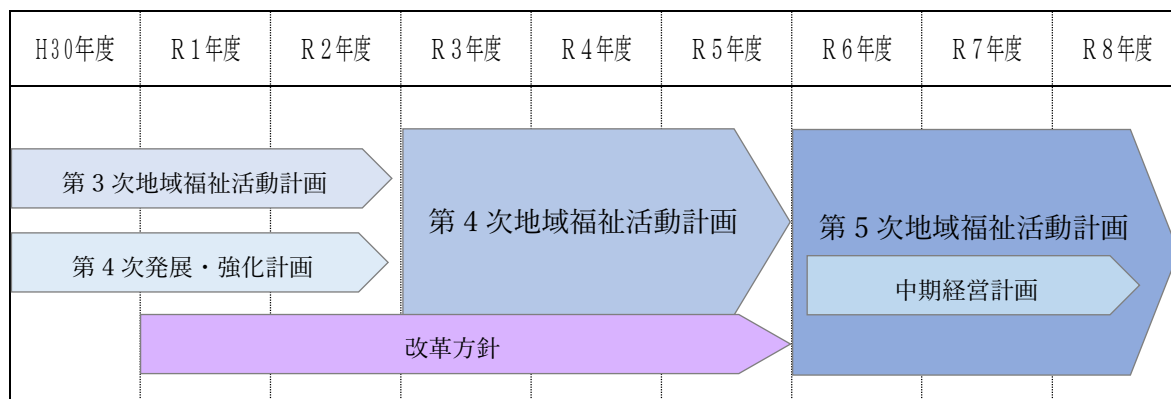 H30年度 R1年度 R2年度 R3年度 R4年度 R5年度 R6年度 R7年度 R8年度
第3次地域福祉活動計画
第4次地域福祉活動計画
第5次地域福祉活動計画
第4次発展・強化計画
中期経営計画
改革方針